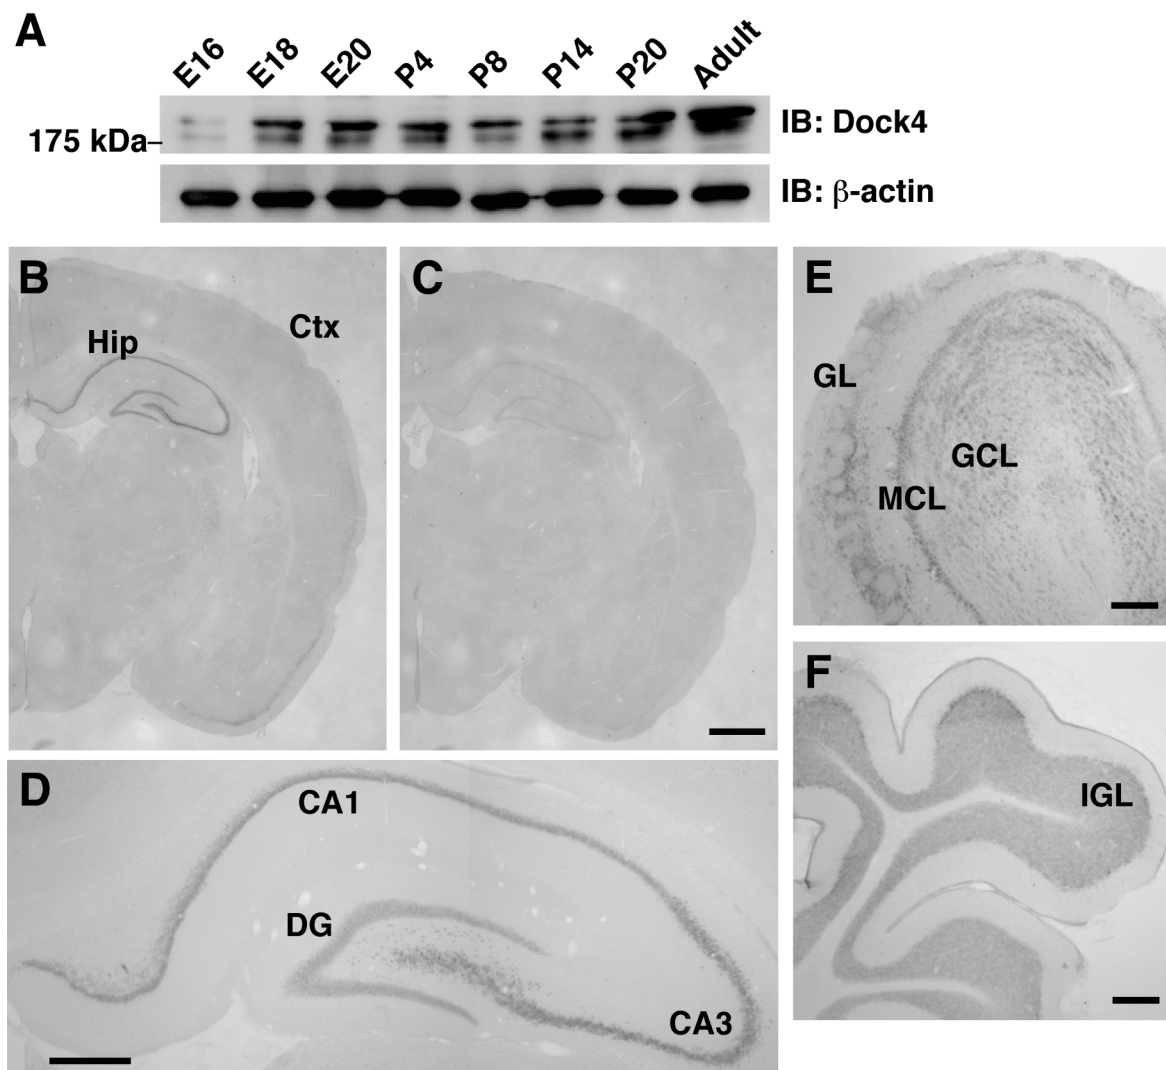 A
E16 E18 E20 P4 P8 P14 P20 Adult
IB: Dock4
175 kDa–
IB: β-actin
B
Hip
Ctx
C
E
GL
GCL
MCL
D
CA1
DG
CA3
F
IGL